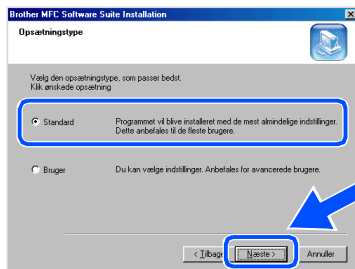 Brother MFC Software Suite Installation
Opsætningstype
Vælg den opsætningstype, som passer bedst.
Klik ønskede opsætning
Standard
Programmet vil blive installeret med de mest almindelige indstillinger.
Dette anbefales til de fleste brugere.
Bruger
Du kan vælge indstillinger. Anbefales for avancerede brugere.
< Tilbage
Næste >
Annuller